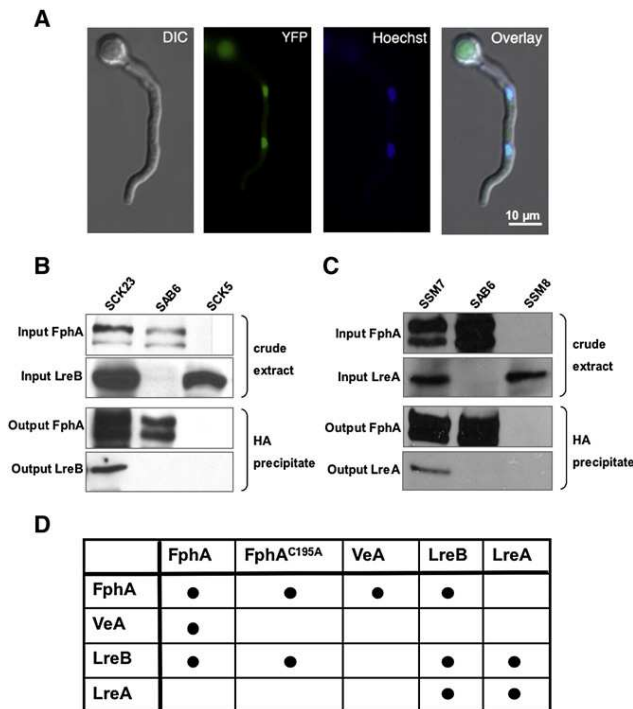 A
DIC
YFP
Hoechst
Overlay
10 µm
B
SCK23
SAB6
SCK5
Input FphA
Input LreB
crude
extract
Output FphA
Output LreB
HA
precipitate
C
SSM7
SAB6
SSM8
Input FphA
Input LreA
crude
extract
Output FphA
Output LreA
HA
precipitate
D
FphA FphAC195A VeA LreB LreA
FphA ● ● ● ●
VeA ●
LreB ● ● ● ●
LreA ● ●